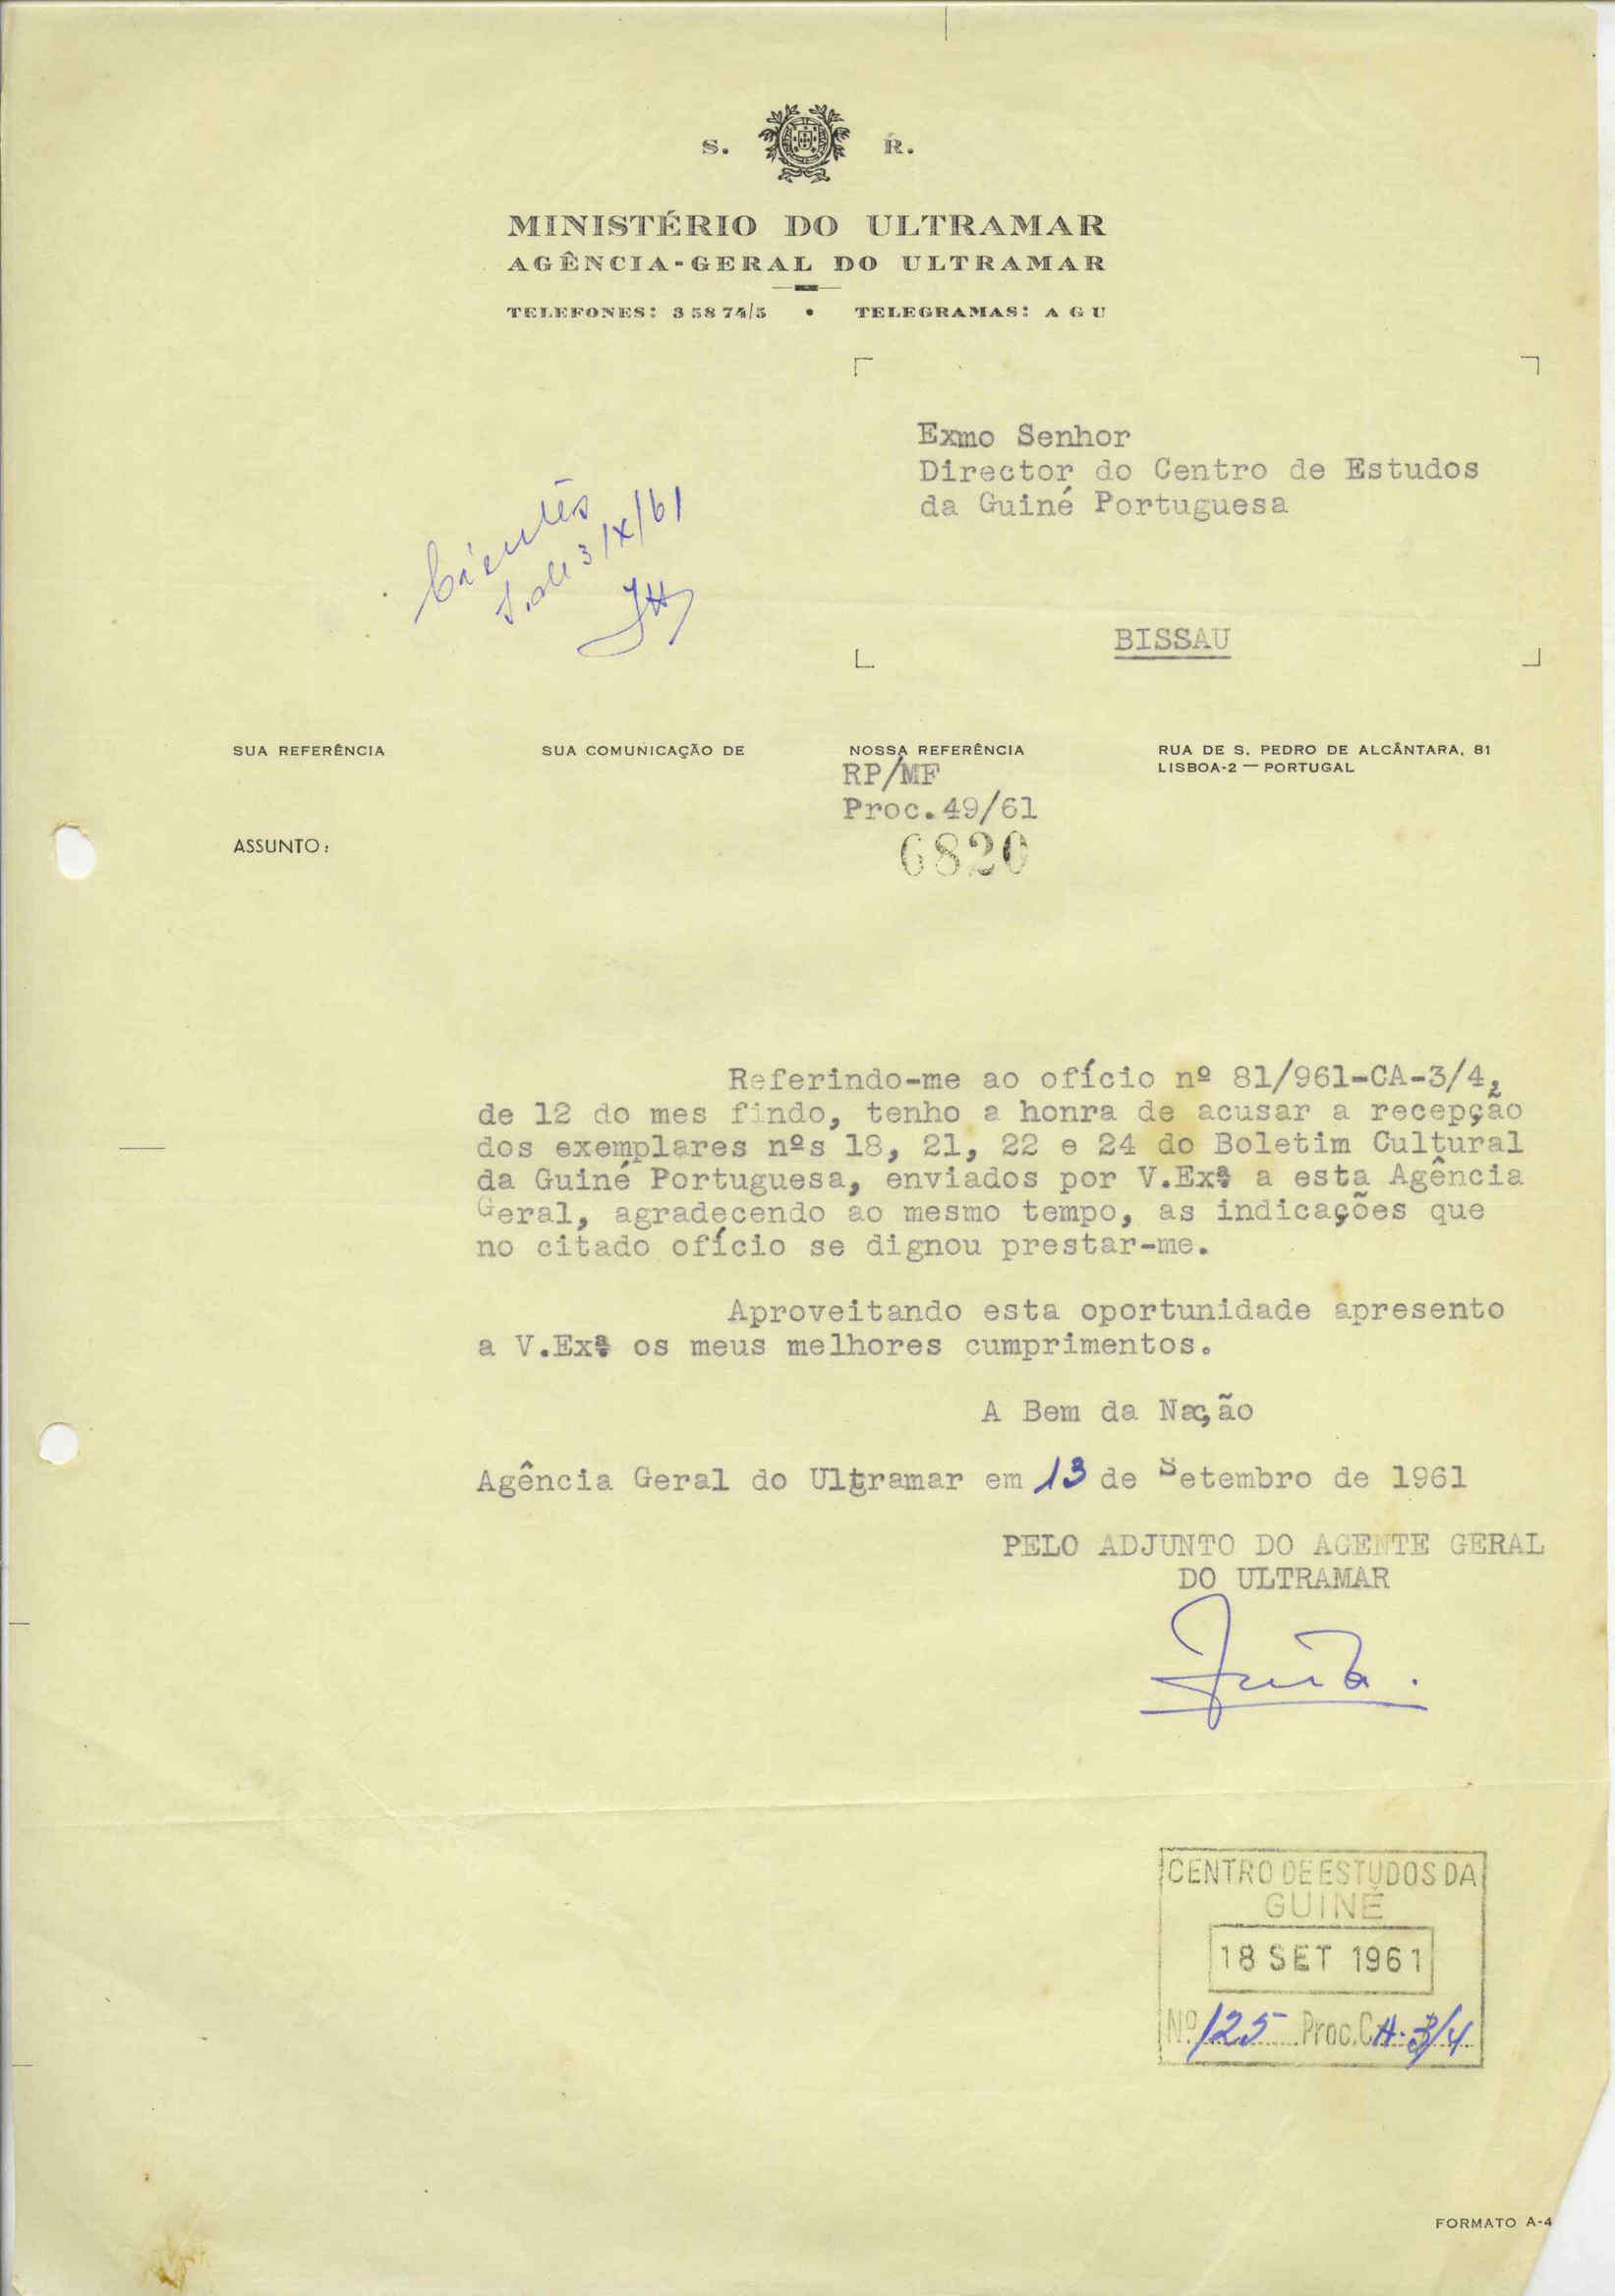 S. R.
MINISTÉRIO DO ULTRAMAR
AGÊNCIA-GERAL DO ULTRAMAR
TELEFONES: 3 58 74/5 • TELEGRAMAS: A G U
Exmo Senhor
Director do Centro de Estudos
da Guiné Portuguesa
3/X/61
BISSAU
SUA REFERÊNCIA
SUA COMUNICAÇÃO DE
NOSSA REFERÊNCIA
RUA DE S. PEDRO DE ALCÂNTARA, 81
LISBOA-2 — PORTUGAL
RP/MF
Proc.49/61
6820
ASSUNTO:
Referindo-me ao ofício nº 81/961-CA-3/4,
de 12 do mes findo, tenho a honra de acusar a recepção
dos exemplares nºs 18, 21, 22 e 24 do Boletim Cultural
da Guiné Portuguesa, enviados por V.Exª a esta Agência
Geral, agradecendo ao mesmo tempo, as indicações que
no citado ofício se dignou prestar-me.
Aproveitando esta oportunidade apresento
a V.Exª os meus melhores cumprimentos.
A Bem da Nação
Agência Geral do Ultramar em 13 de Setembro de 1961
PELO ADJUNTO DO AGENTE GERAL
DO ULTRAMAR
CENTRO DE ESTUDOS DA
GUINÉ
18 SET 1961
Nº 125 Proc. CA-3/4
FORMATO A-4